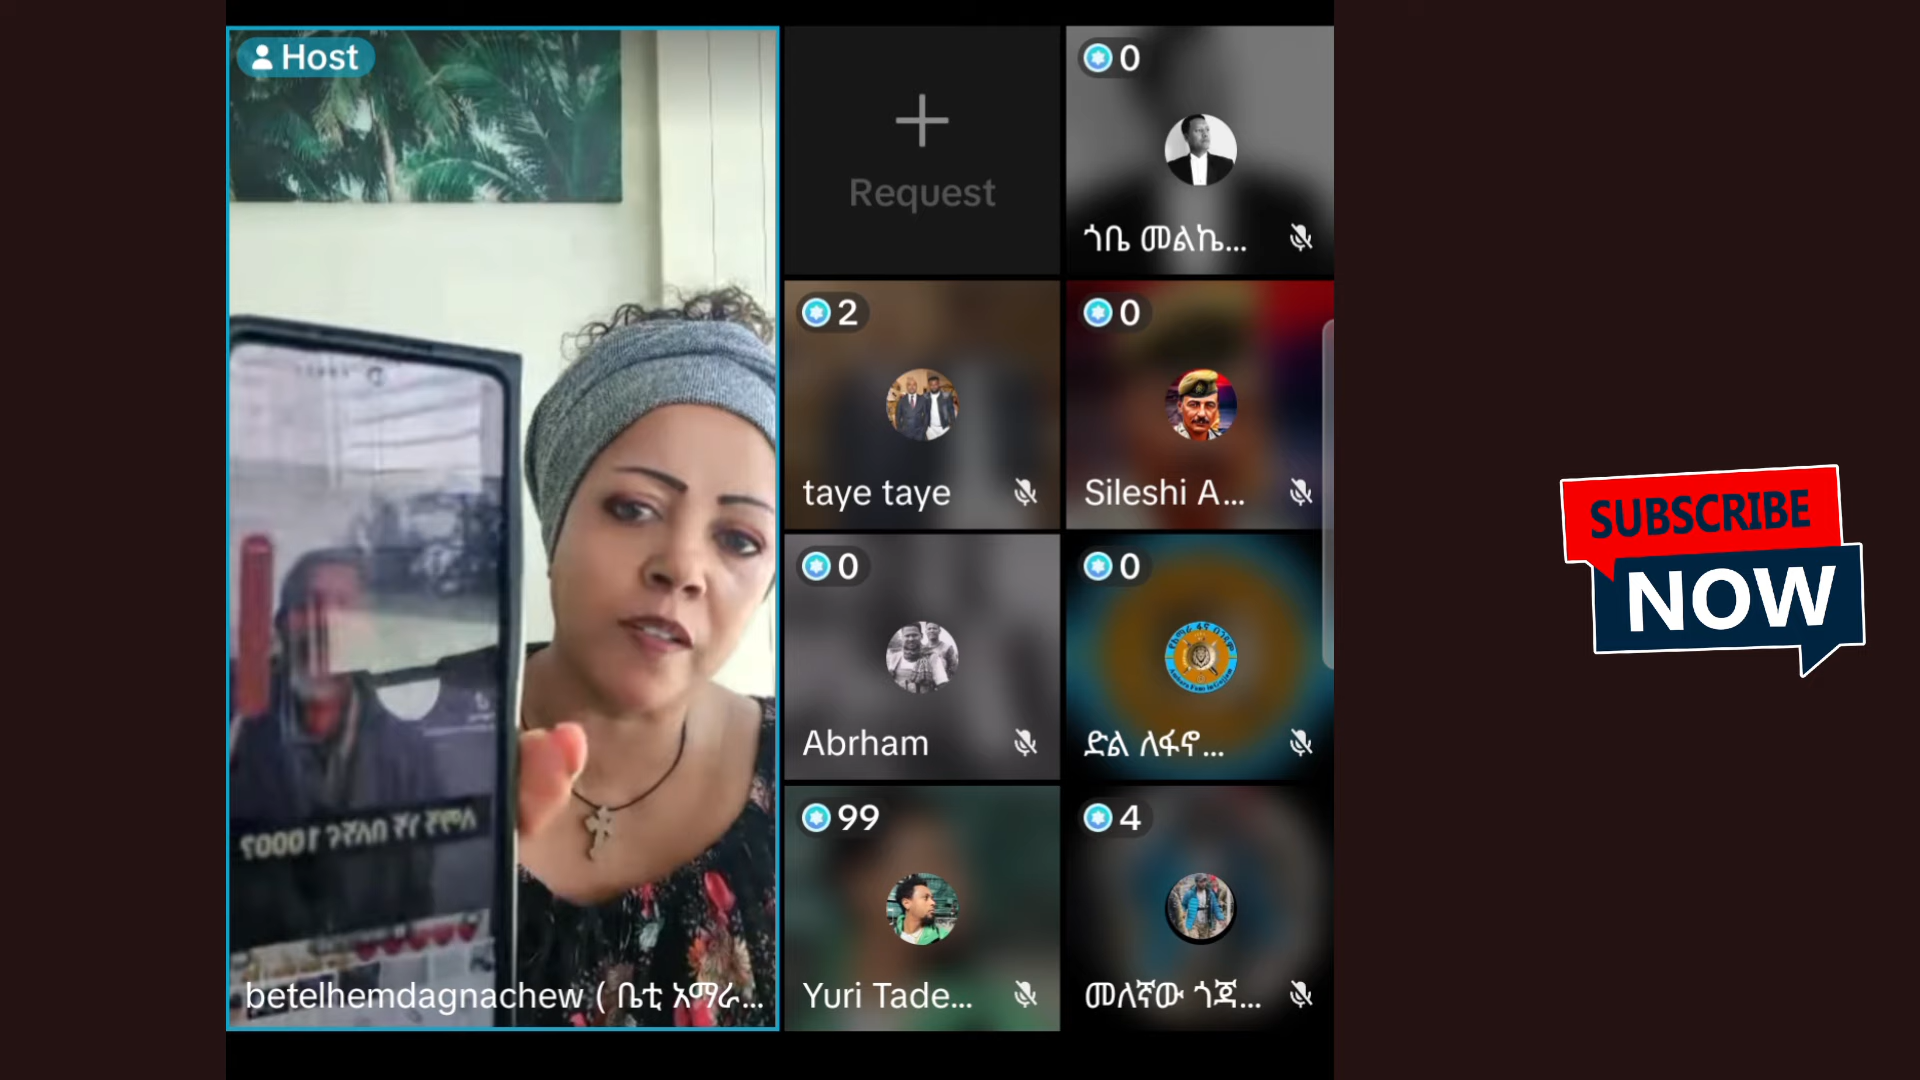 Host
betelhemdagnachew ( ቤቲ አማራ...
Request
0
ጎቤ መልኬ...
2
taye taye
0
Sileshi A...
0
Abrham
0
ድል ለፋኖ...
99
Yuri Tade...
4
መለኛው ጎጃ...
SUBSCRIBE
NOW